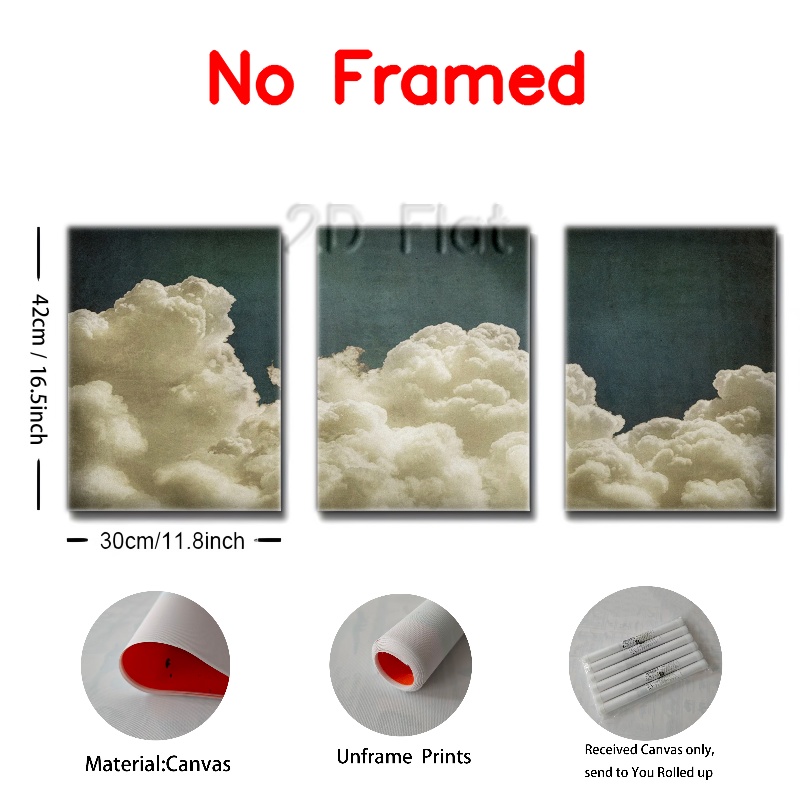 No Framed
2D Flat
42cm / 16.5inch
30cm/11.8inch
Material:Canvas
Unframe Prints
Received Canvas only,
send to You Rolled up